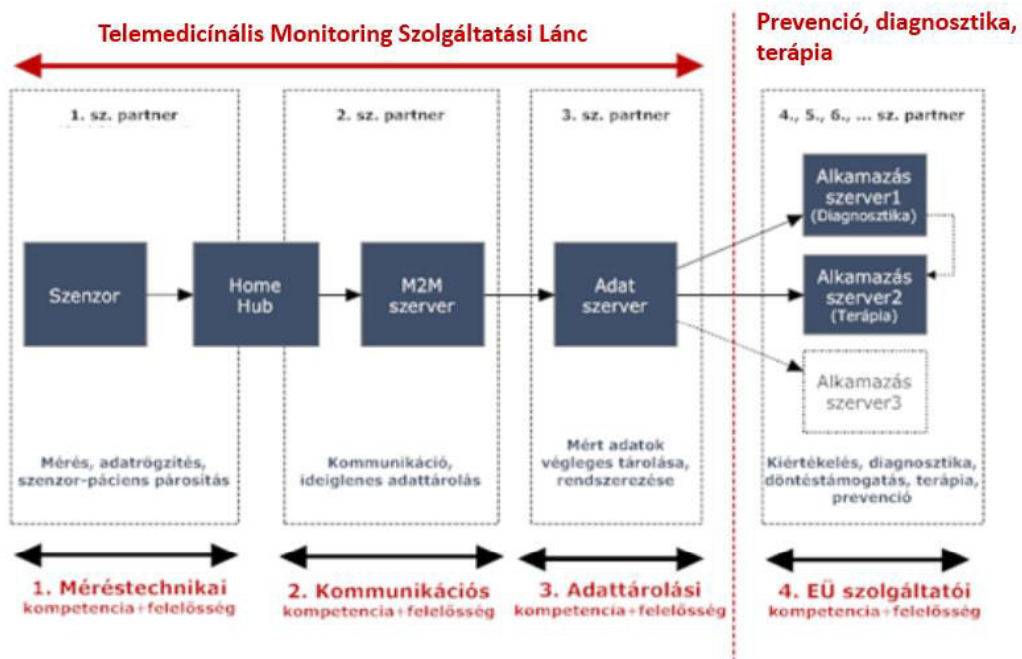 Telemedicínális Monitoring Szolgáltatási Lánc
Prevenció, diagnosztika,
terápia
1. sz. partner
2. sz. partner
3. sz. partner
4., 5., 6., ... sz. partner
Szenzor
Home
Hub
M2M
szerver
Adat
szerver
Alkamazás
szerver1
(Diagnosztika)
Alkamazás
szerver2
(Terápia)
Alkamazás
szerver3
Mérés, adatrögzítés,
szenzor-páciens párosítás
Kommunikáció,
ideiglenes adattárolás
Mért adatok
végleges tárolása,
rendszerezése
Kiértékelés, diagnosztika,
döntéstámogatás, terápia,
prevenció
1. Méréstechnikai
kompetencia+felelősség
2. Kommunikációs
kompetencia+felelősség
3. Adattárolási
kompetencia+felelősség
4. EÜ szolgáltatói
kompetencia+felelősség